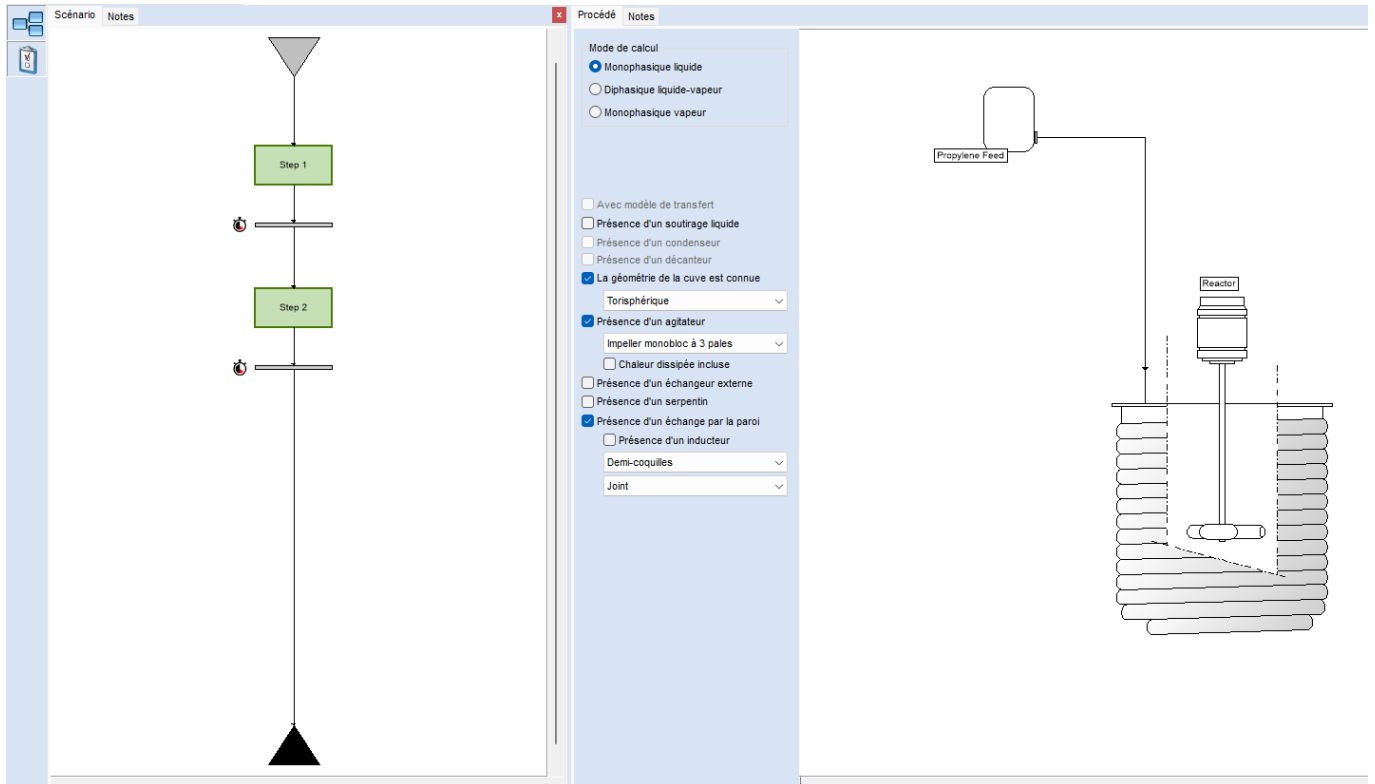 Scénario Notes
Step 1
Step 2
x
Procédé Notes
Mode de calcul
Monophasique liquide
Diphasique liquide-vapeur
Monophasique vapeur
Avec modèle de transfert
Présence d'un soutirage liquide
Présence d'un condenseur
Présence d'un décanteur
La géométrie de la cuve est connue
Torisphérique
Présence d'un agitateur
Impeller monobloc à 3 pales
Chaleur dissipée incluse
Présence d'un échangeur externe
Présence d'un serpentin
Présence d'un échange par la paroi
Présence d'un inducteur
Demi-coquilles
Joint
Propylene Feed
Reactor